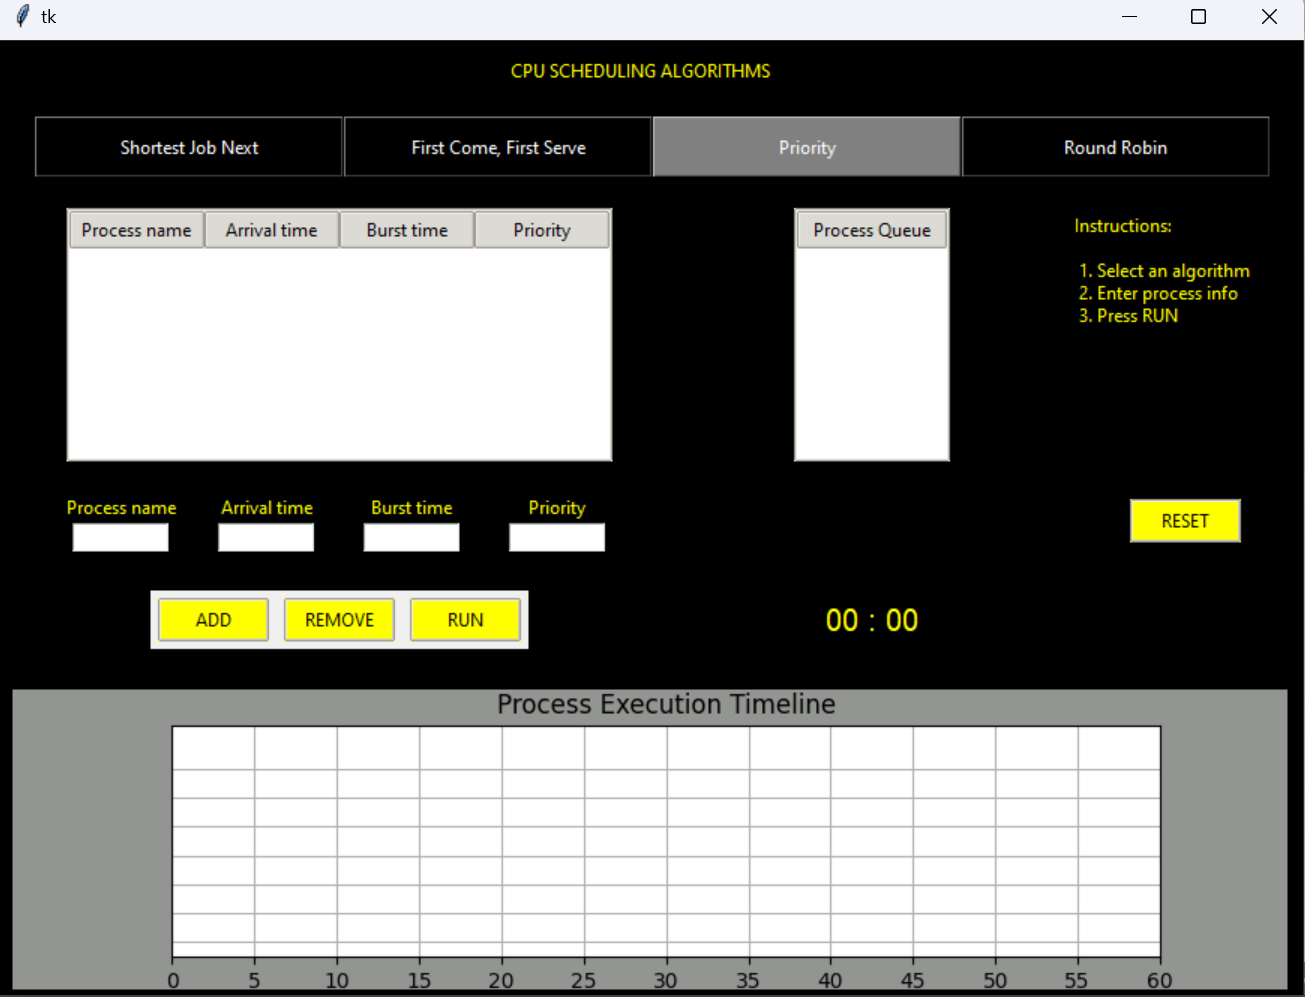 tk
CPU SCHEDULING ALGORITHMS
Shortest Job Next First Come, First Serve Priority Round Robin
Process name Arrival time Burst time Priority
Process Queue
Instructions:
1. Select an algorithm
2. Enter process info
3. Press RUN
Process name Arrival time Burst time Priority
RESET
ADD REMOVE RUN
00 : 00
Process Execution Timeline
0 5 10 15 20 25 30 35 40 45 50 55 60